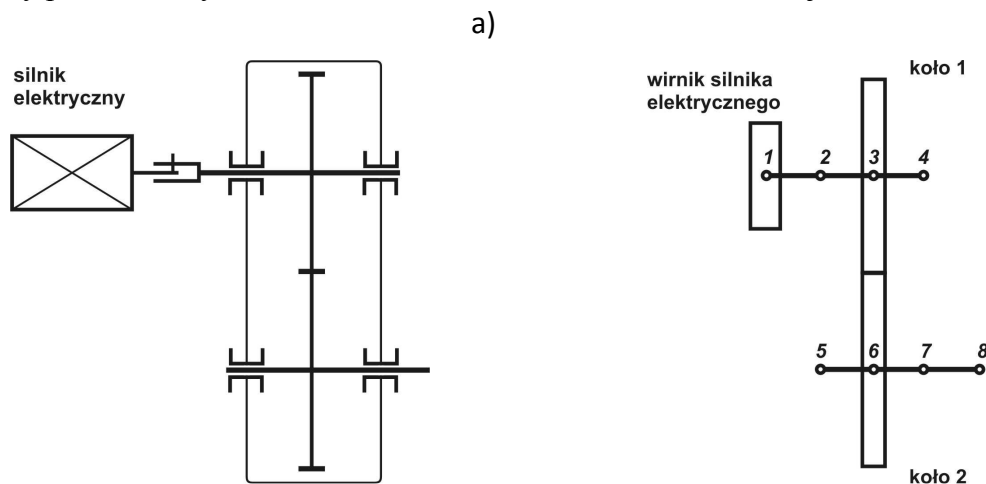 a)
silnik
elektryczny
wirnik silnika
elektrycznego
koło 1
1 2 3 4
5 6 7 8
koło 2